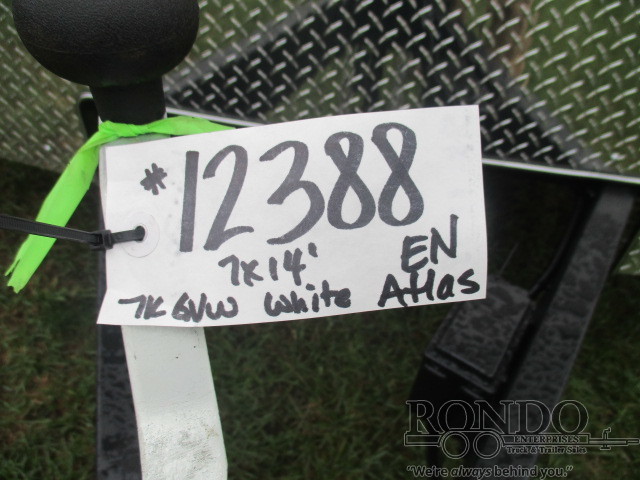 *12388
7x14' EN
7K GVW White Atlas
RONDO
ENTERPRISES
Truck & Trailer Sales
"We're always behind you."